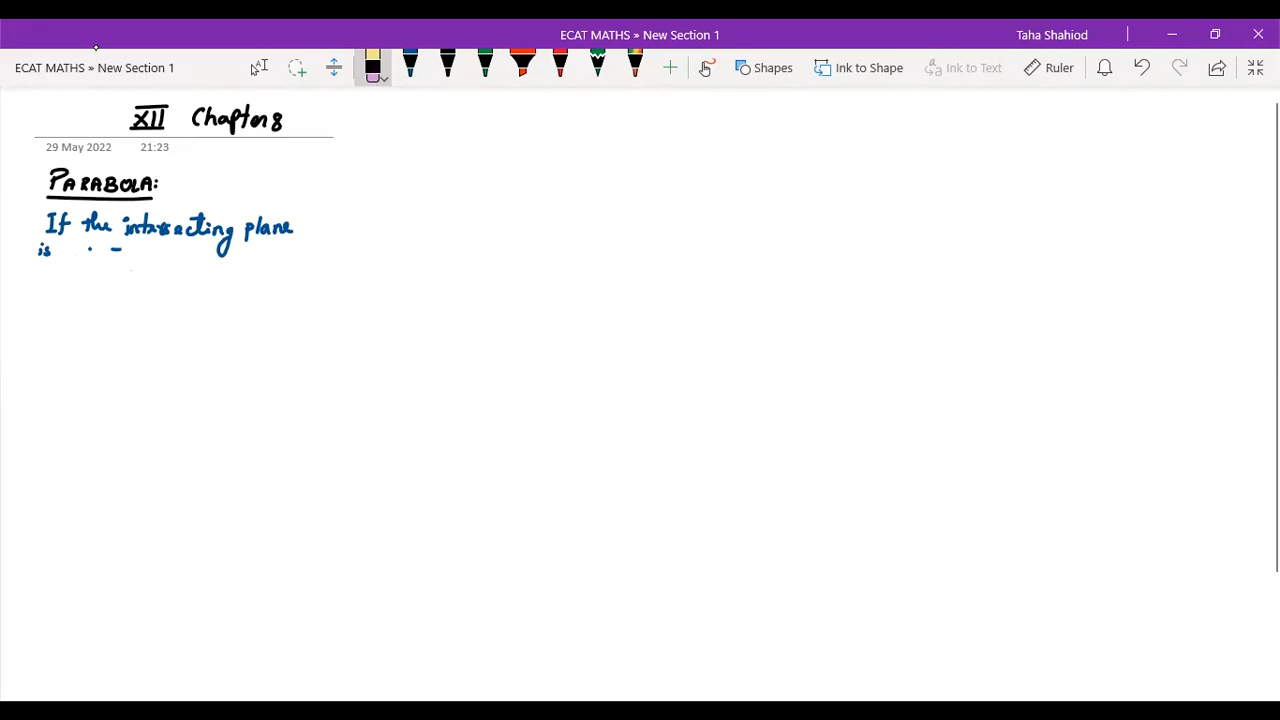 ECAT MATHS » New Section 1
Taha Shahiod
ECAT MATHS » New Section 1
Shapes
Ink to Shape
Ink to Text
Ruler
XII Chapter 8
29 May 2022 21:23
PARABOLA:
If the intersecting plane
is